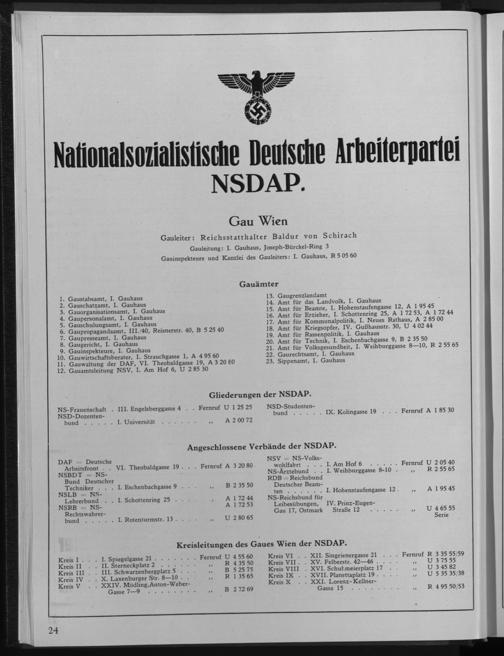 Nationalsozialistische Deutsche Arbeiterpartei
NSDAP.
Gau Wien
Gauleiter: Reichsstatthalter Baldur von Schirach
Gauleitung: I. Gauhaus, Joseph-Bürckel-Ring 3
Gauinspekteure und Kanzlei des Gauleiters: I. Gauhaus, R 5 05 60
Gauämter
1. Gaustabsamt, I. Gauhaus
2. Gauschatzamt, I. Gauhaus
3. Gauorganisationsamt, I. Gauhaus
4. Gaupersonalamt, I. Gauhaus
5. Gauschulungsamt, I. Gauhaus
6. Gaupropagandaamt, III./40, Reisnerstr. 40, B 5 25 40
7. Gaupresseamt, I. Gauhaus
8. Gaugericht, I. Gauhaus
9. Gauinspekteure, I. Gauhaus
10. Gauwirtschaftsberater, I. Strauchgasse 1, A 4 95 60
11. Gauwaltung der DAF, VI. Theobaldgasse 19, A 3 20 80
12. Gauamtsleitung NSV, I. Am Hof 6, U 2 85 30
13. Gaugrenzlandamt
14. Amt für das Landvolk, I. Gauhaus
15. Amt für Beamte, I. Hohenstaufengasse 12, A 1 95 45
16. Amt für Erzieher, I. Schottenring 25, A 1 72 53, A 1 72 44
17. Amt für Kommunalpolitik, I. Neues Rathaus, A 2 85 00
18. Amt für Kriegsopfer, IV. Gußhausstr. 30, U 4 02 44
19. Amt für Rassenpolitik, I. Gauhaus
20. Amt für Technik, I. Eschenbachgasse 9, B 2 35 50
21. Amt für Volksgesundheit, I. Weihburggasse 8—10, R 2 55 65
22. Gaurechtsamt, I. Gauhaus
23. Sippenamt, I. Gauhaus
Gliederungen der NSDAP.
NS-Frauenschaft . III. Engelsberggasse 4 . . Fernruf U 1 25 25
NSD-Dozenten-
bund . . . . . I. Universität . . . . . . „ A 2 00 72
NSD-Studenten-
bund . . . . . IX. Kolingasse 19 . . . Fernruf A 1 85 30
Angeschlossene Verbände der NSDAP.
DAF — Deutsche
Arbeitsfront . . VI. Theobaldgasse 19 . . . Fernruf A 3 20 80
NSBDT — NS-
Bund Deutscher
Techniker . . . I. Eschenbachgasse 9 . . . „ B 2 35 50
NSLB — NS-
Lehrerbund . . . I. Schottenring 25 . . . „ A 1 72 44
A 1 72 53
NSRB — NS-
Rechtswahrer-
bund . . . . . I. Rotenturmstr. 13 . . . „ U 2 80 65
NSV — NS-Volks-
wohlfahrt . . . I. Am Hof 6 . . . . . Fernruf U 2 05 40
NS-Ärztebund . . I. Weihburggasse 8-10 . . „ R 2 55 65
RDB — Reichsbund
Deutscher Beam-
ten . . . . . I. Hohenstaufengasse 12 . „ A 1 95 45
NS-Reichsbund für
Leibesübungen, IV. Prinz-Eugen-
Gau 17, Ostmark Straße 12 . . . . . . „ U 4 65 55
Serie
Kreisleitungen des Gaues Wien der NSDAP.
Kreis I . . . I. Spiegelgasse 21 . . . . Fernruf U 4 55 60
Kreis II . . II. Sterneckplatz 2 . . . . „ R 4 35 50
Kreis III . . III. Schwarzenbergplatz 5 . . „ B 5 25 75
Kreis IV . . X. Laxenburger Str. 8—10 . . „ R 1 35 65
Kreis V . . XXIV. Mödling, Anton-Weber-
Gasse 7—9 . . . . . . „ B 2 72 69
Kreis VI . . XII. Singrienergasse 21 . . . Fernruf R 3 35 55/59
Kreis VII . . XV. Felberstr. 42—46 . . . „ U 3 75 55
Kreis VIII . XVI. Schuhmeierplatz 17 . . „ U 3 45 82
Kreis IX . . XVII. Parhamerplatz 19 . . . „ U 5 35 35/38
Kreis X . . XXI. Lorenz-Kellner-
Gasse 15 . . . . . . „ R 4 95 50/53
24